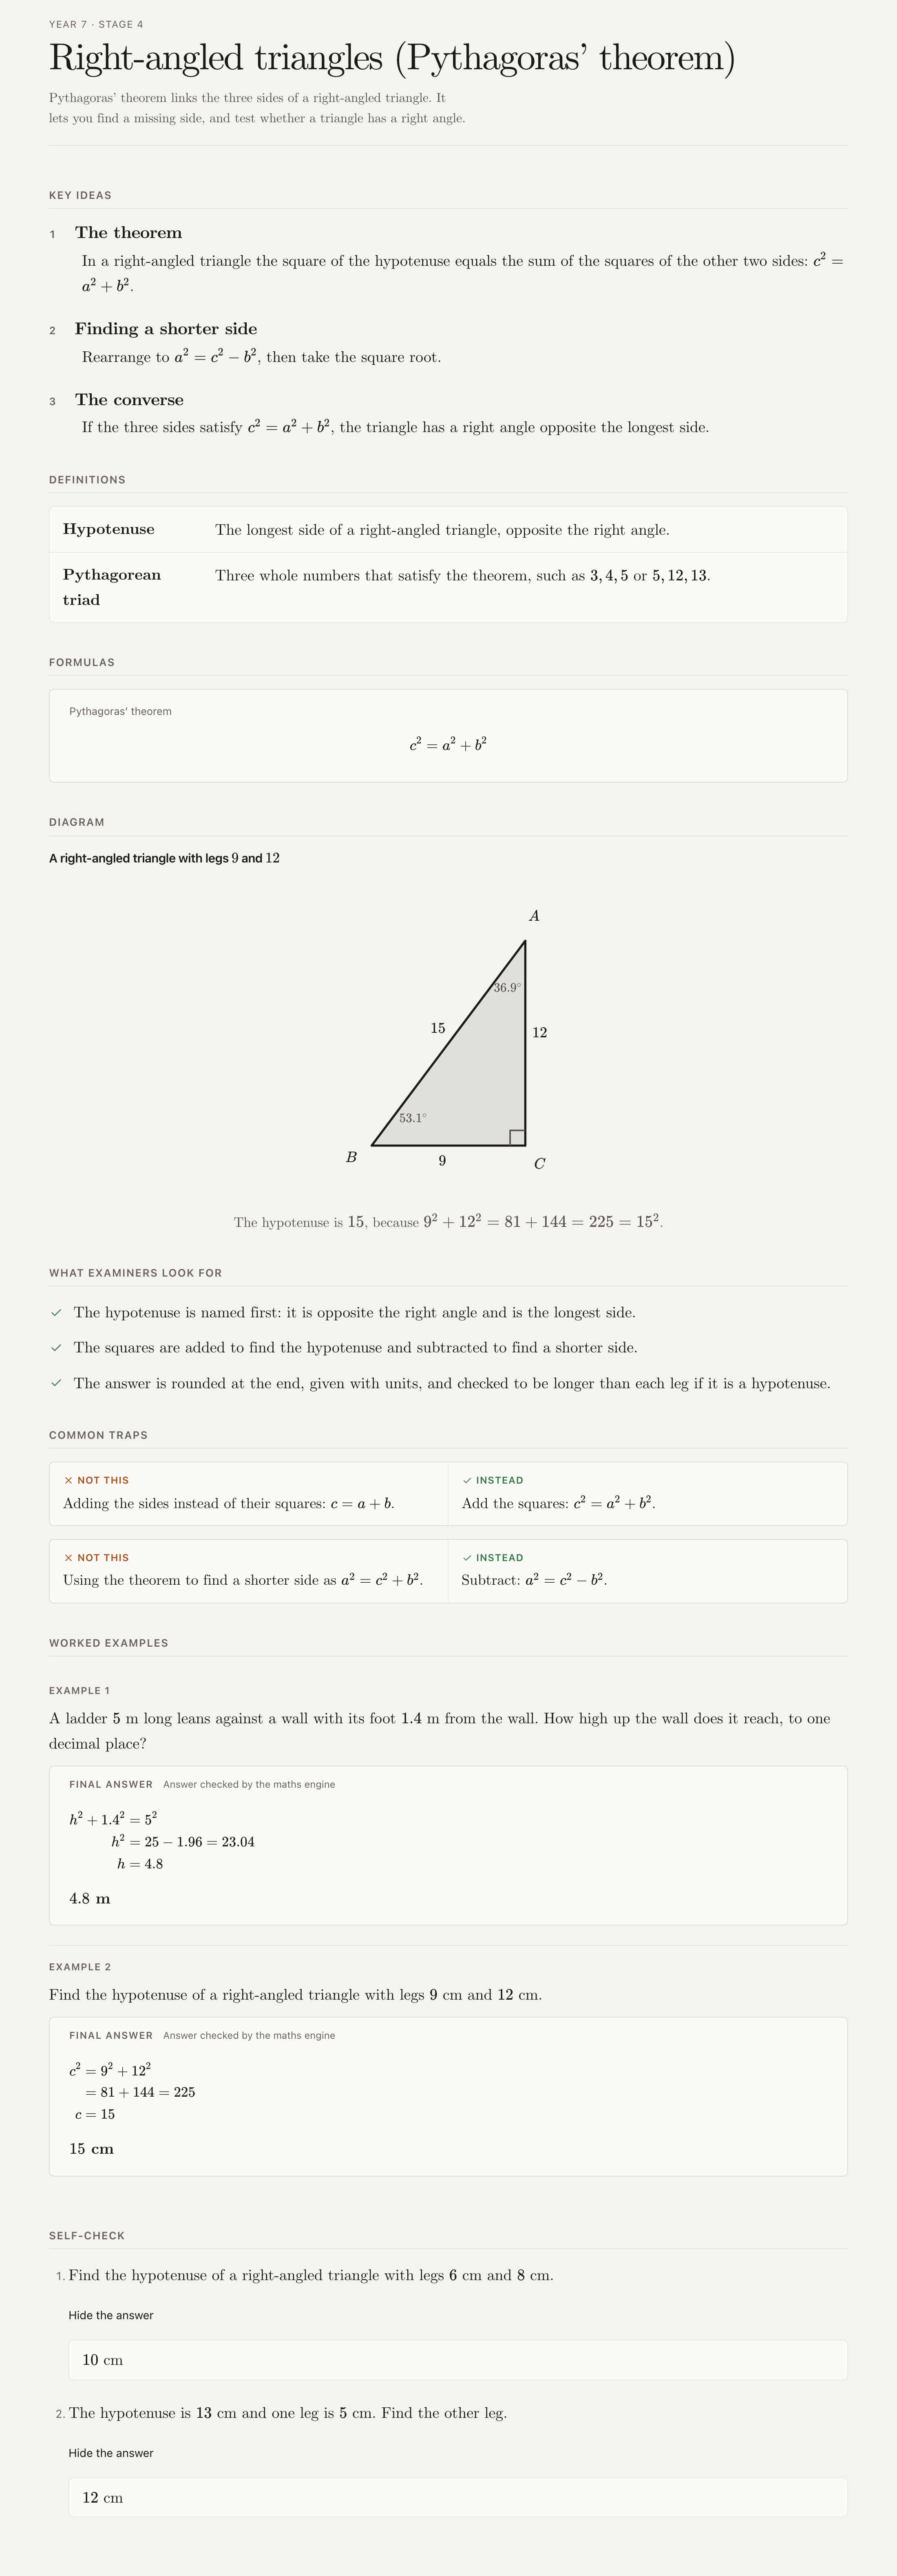 YEAR 7 · STAGE 4
Right-angled triangles (Pythagoras’ theorem)
Pythagoras’ theorem links the three sides of a right-angled triangle. It
lets you find a missing side, and test whether a triangle has a right angle.
KEY IDEAS
1 The theorem
In a right-angled triangle the square of the hypotenuse equals the sum of the squares of the other two sides: c² =
a² + b².
2 Finding a shorter side
Rearrange to a² = c² − b², then take the square root.
3 The converse
If the three sides satisfy c² = a² + b², the triangle has a right angle opposite the longest side.
DEFINITIONS
Hypotenuse The longest side of a right-angled triangle, opposite the right angle.
Pythagorean Three whole numbers that satisfy the theorem, such as 3, 4, 5 or 5, 12, 13.
triad
FORMULAS
Pythagoras’ theorem
c² = a² + b²
DIAGRAM
A right-angled triangle with legs 9 and 12
A
36.9°
15
12
53.1°
B
9
C
The hypotenuse is 15, because 9² + 12² = 81 + 144 = 225 = 15².
WHAT EXAMINERS LOOK FOR
✓ The hypotenuse is named first: it is opposite the right angle and is the longest side.
✓ The squares are added to find the hypotenuse and subtracted to find a shorter side.
✓ The answer is rounded at the end, given with units, and checked to be longer than each leg if it is a hypotenuse.
COMMON TRAPS
✕ NOT THIS
Adding the sides instead of their squares: c = a + b.
✓ INSTEAD
Add the squares: c² = a² + b².
✕ NOT THIS
Using the theorem to find a shorter side as a² = c² + b².
✓ INSTEAD
Subtract: a² = c² − b².
WORKED EXAMPLES
EXAMPLE 1
A ladder 5 m long leans against a wall with its foot 1.4 m from the wall. How high up the wall does it reach, to one
decimal place?
FINAL ANSWER Answer checked by the maths engine
h² + 1.4² = 5²
h² = 25 − 1.96 = 23.04
h = 4.8
4.8 m
EXAMPLE 2
Find the hypotenuse of a right-angled triangle with legs 9 cm and 12 cm.
FINAL ANSWER Answer checked by the maths engine
c² = 9² + 12²
= 81 + 144 = 225
c = 15
15 cm
SELF-CHECK
1. Find the hypotenuse of a right-angled triangle with legs 6 cm and 8 cm.
Hide the answer
10 cm
2. The hypotenuse is 13 cm and one leg is 5 cm. Find the other leg.
Hide the answer
12 cm